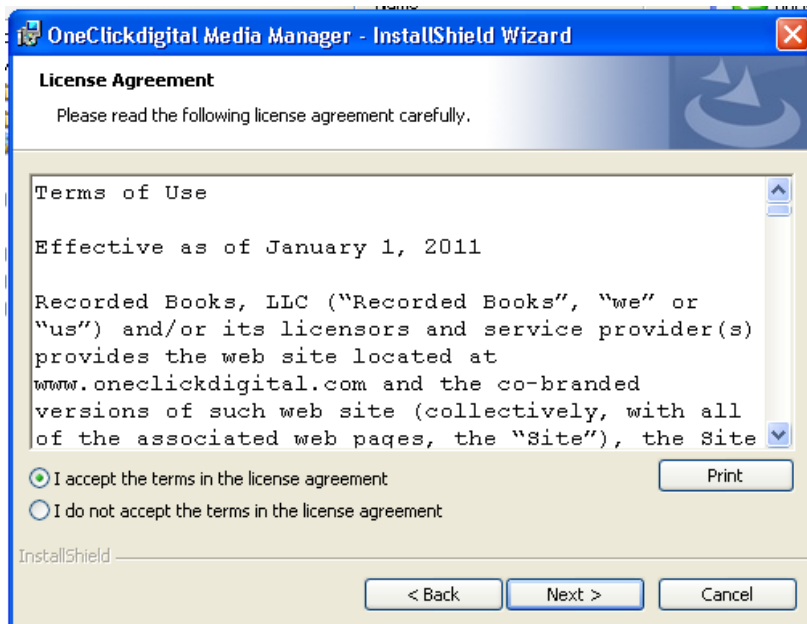 OneClickdigital Media Manager - InstallShield Wizard
License Agreement
Please read the following license agreement carefully.
Terms of Use
Effective as of January 1, 2011
Recorded Books, LLC (“Recorded Books”, “we” or
“us”) and/or its licensors and service provider(s)
provides the web site located at
www.oneclickdigital.com and the co-branded
versions of such web site (collectively, with all
of the associated web pages, the “Site”), the Site
I accept the terms in the license agreement
Print
I do not accept the terms in the license agreement
InstallShield
< Back
Next >
Cancel